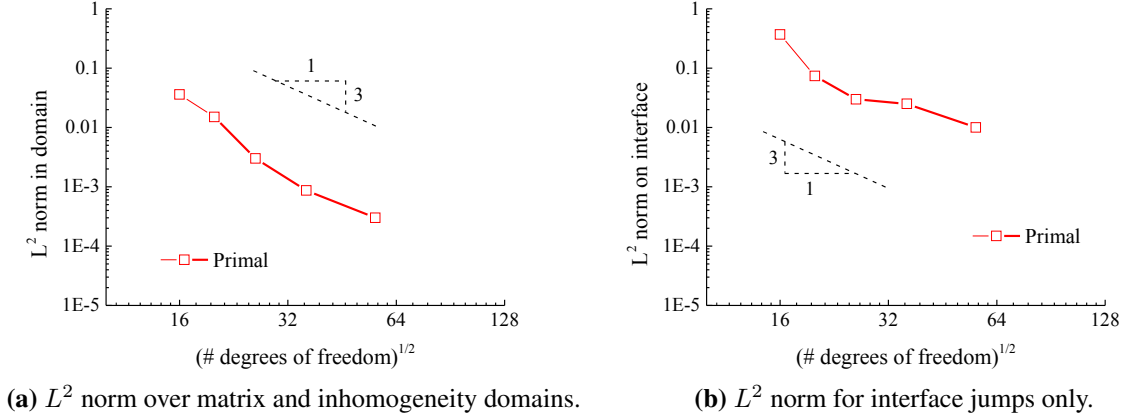 1
0.1
0.01
1E-3
1E-4
1E-5
L² norm in domain
1
3
Primal
16 32 64 128
(# degrees of freedom)^1/2
(a) L² norm over matrix and inhomogeneity domains.
1
0.1
0.01
1E-3
1E-4
1E-5
L² norm on interface
3
1
Primal
16 32 64 128
(# degrees of freedom)^1/2
(b) L² norm for interface jumps only.